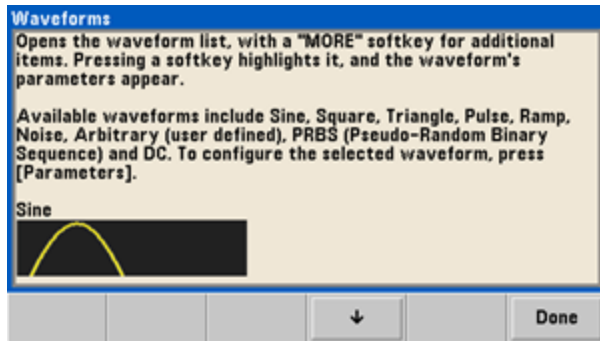 Waveforms
Opens the waveform list, with a "MORE" softkey for additional
items. Pressing a softkey highlights it, and the waveform's
parameters appear.
Available waveforms include Sine, Square, Triangle, Pulse, Ramp,
Noise, Arbitrary (user defined), PRBS (Pseudo-Random Binary
Sequence) and DC. To configure the selected waveform, press
[Parameters].
Sine
↓ Done